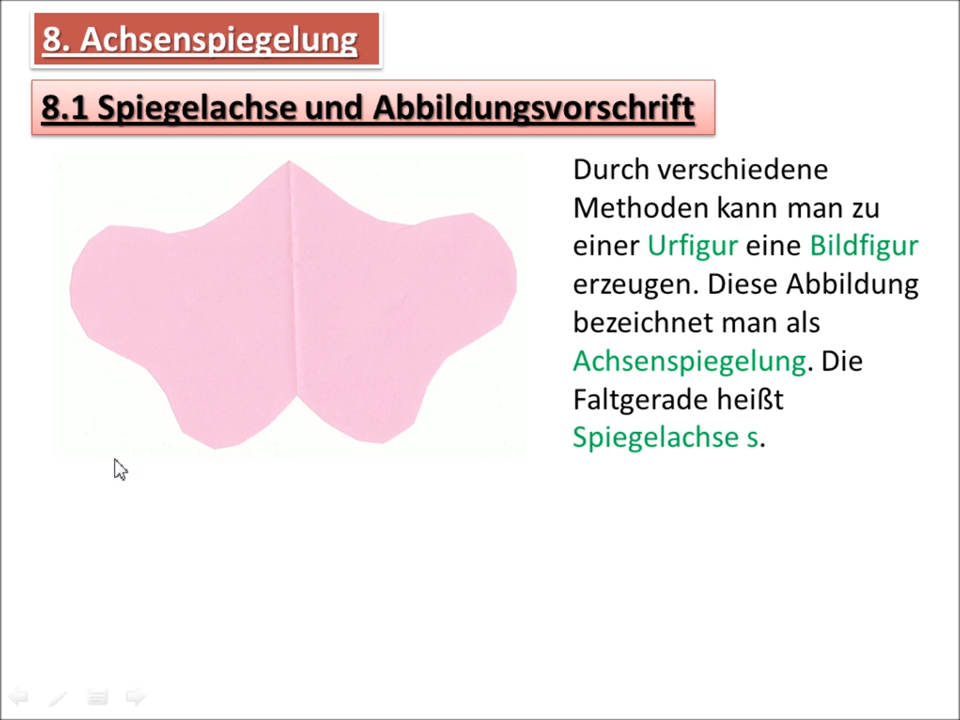 8. Achsenspiegelung
8.1 Spiegelachse und Abbildungsvorschrift
Durch verschiedene
Methoden kann man zu
einer Urfigur eine Bildfigur
erzeugen. Diese Abbildung
bezeichnet man als
Achsenspiegelung. Die
Faltgerade heißt
Spiegelachse s.